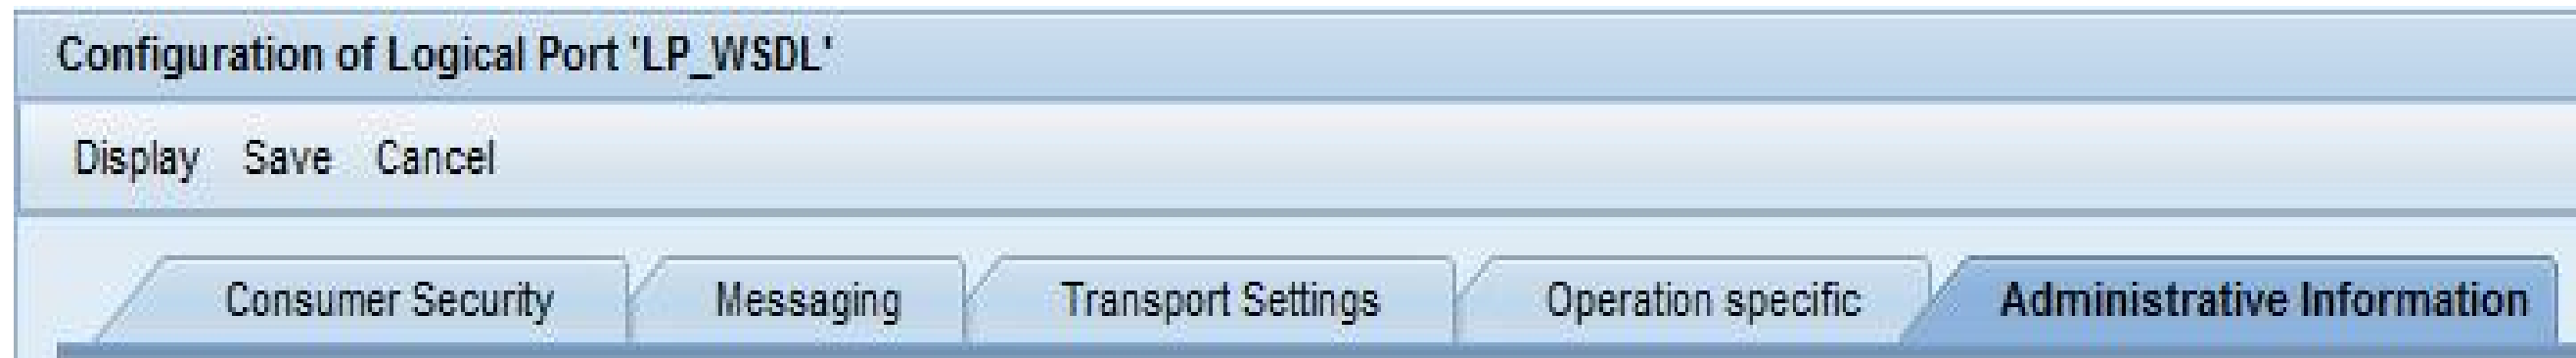 Configuration of Logical Port 'LP_WSDL'
Display Save Cancel
Consumer Security Messaging Transport Settings Operation specific Administrative Information